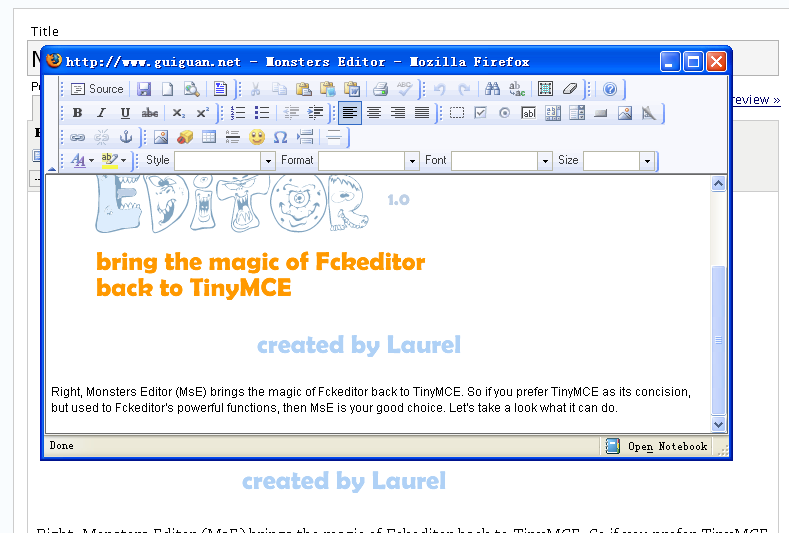 Title
http://www.guiguan.net - Monsters Editor - Mozilla Firefox
review »
Source
ABC
B I U abc x₂ x²
Style Format Font Size
EDITOR 1.0
bring the magic of Fckeditor
back to TinyMCE
created by Laurel
Right, Monsters Editor (MsE) brings the magic of Fckeditor back to TinyMCE. So if you prefer TinyMCE as its concision,
but used to Fckeditor's powerful functions, then MsE is your good choice. Let's take a look what it can do.
Done Open Notebook
created by Laurel
Right, Monsters Editor (MsE) brings the magic of Fckeditor back to TinyMCE. So if you prefer TinyMCE